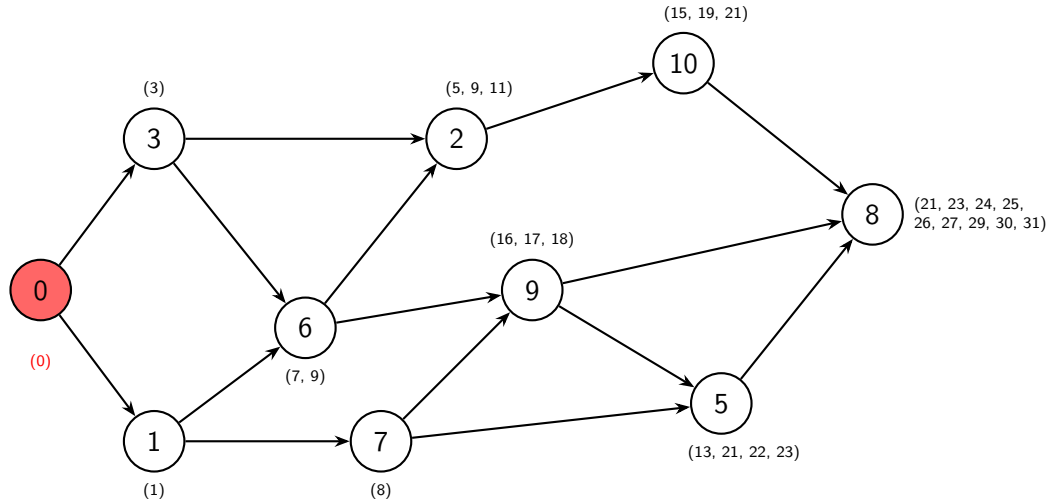 (15, 19, 21)
10
(3)
(5, 9, 11)
3
2
(21, 23, 24, 25,
26, 27, 29, 30, 31)
8
(16, 17, 18)
0
9
6
(0)
(7, 9)
5
1
7
(13, 21, 22, 23)
(1)
(8)